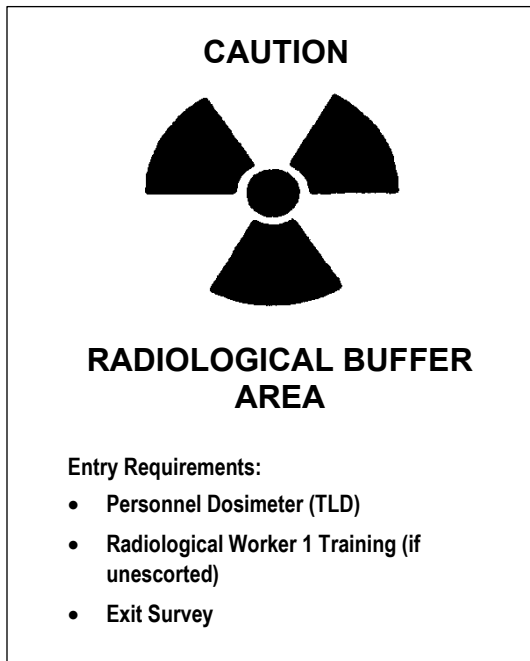 CAUTION
RADIOLOGICAL BUFFER
AREA
Entry Requirements:
• Personnel Dosimeter (TLD)
• Radiological Worker 1 Training (if
unescorted)
• Exit Survey